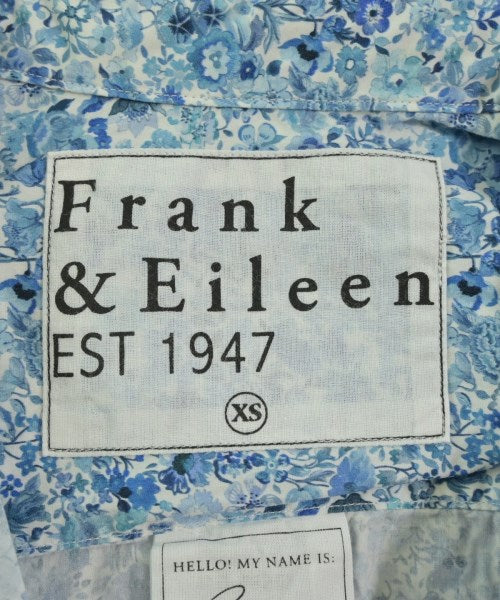 Frank
& Eileen
EST 1947
XS
HELLO! MY NAME IS: